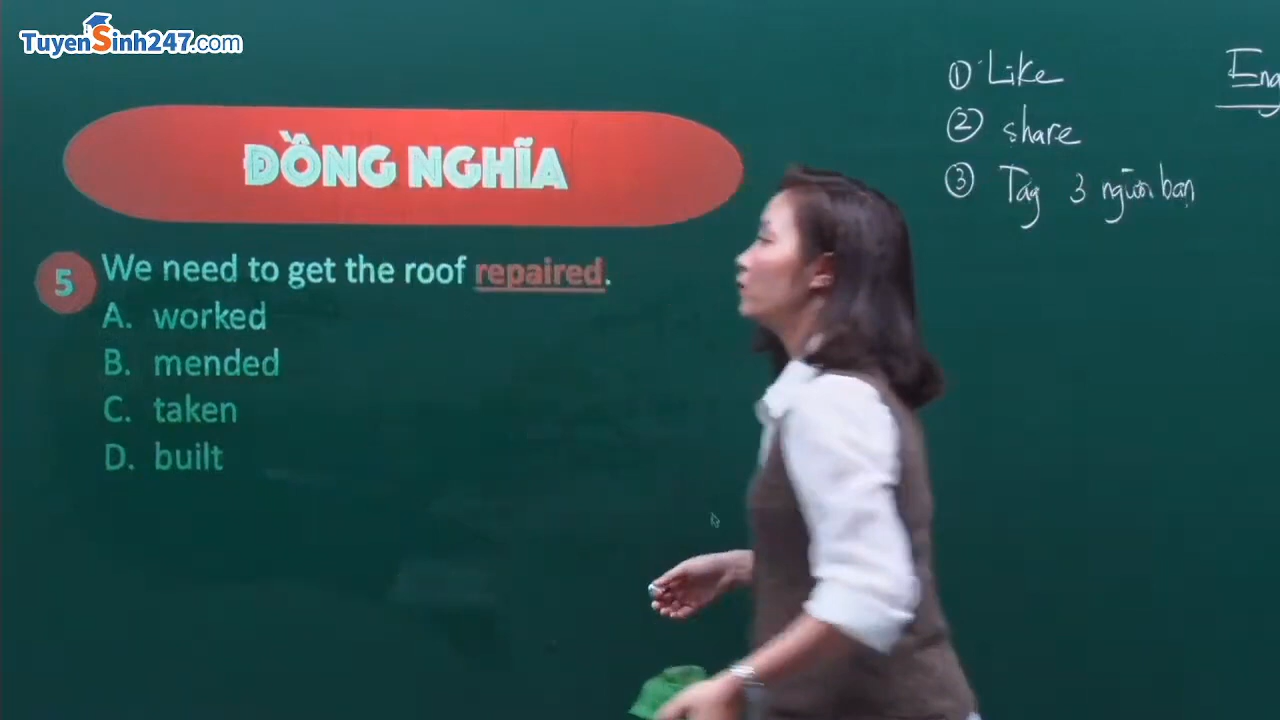 TuyenSinh247.com
ĐỒNG NGHĨA
5 We need to get the roof repaired.
A. worked
B. mended
C. taken
D. built
① Like
② share
③ Tag 3 người bạn
Eng